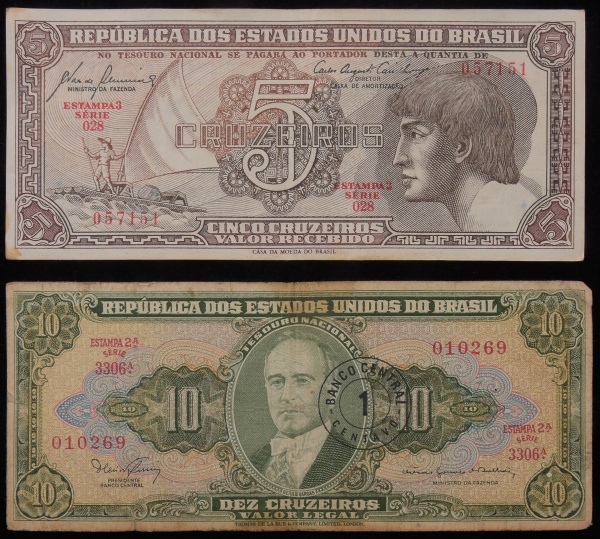 REPÚBLICA DOS ESTADOS UNIDOS DO BRASIL
5
5
NO TESOURO NACIONAL SE PAGARÁ AO PORTADOR DESTA A QUANTIA DE
057151
MINISTRO DA FAZENDA
DIRETOR
CAIXA DE AMORTIZAÇÃO
ESTAMPA 3
SÉRIE
028
5
CRUZEIROS
ESTAMPA 3
SÉRIE
028
057151
5
5
CINCO CRUZEIROS
VALOR RECEBIDO
CASA DA MOEDA DO BRASIL
REPÚBLICA DOS ESTADOS UNIDOS DO BRASIL
10
10
TESOURO NACIONAL
ESTAMPA 2ª
SÉRIE
3306ª
010269
10
10
BANCO CENTRAL
1
CENTAVO
010269
ESTAMPA 2ª
SÉRIE
3306ª
PRESIDENTE
BANCO CENTRAL
GETULIO VARGAS
MINISTRO DA FAZENDA
10
10
DEZ CRUZEIROS
VALOR LEGAL
THOMAS DE LA RUE & COMPANY, LIMITED, LONDON.